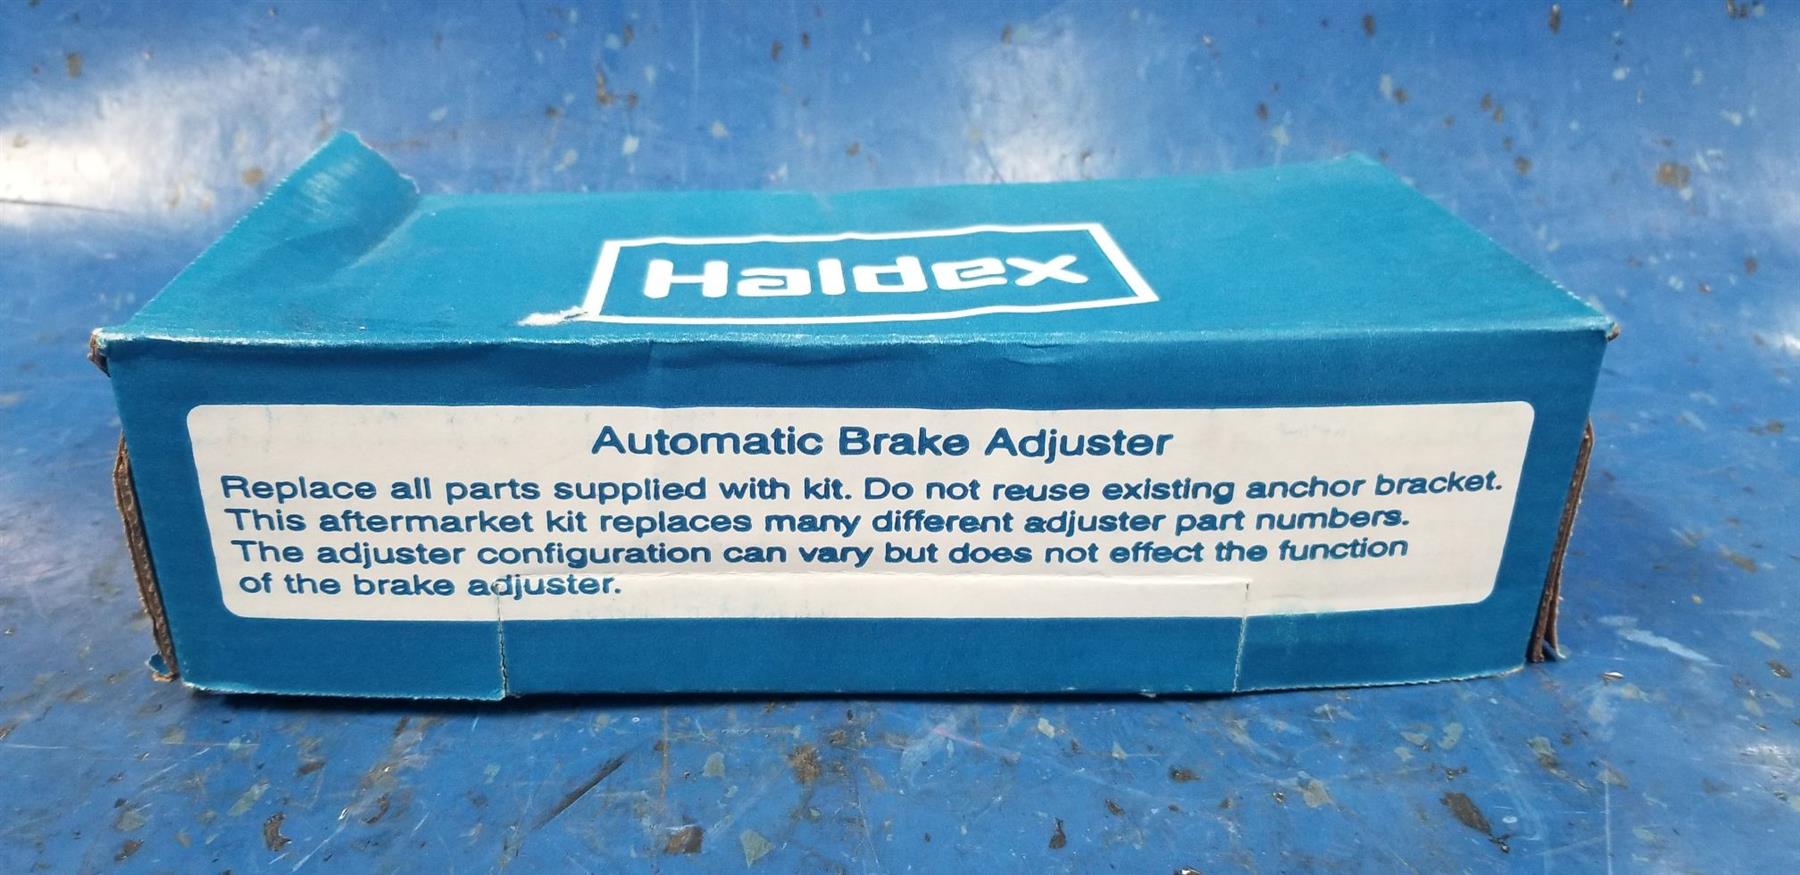 Haldex
Automatic Brake Adjuster
Replace all parts supplied with kit. Do not reuse existing anchor bracket.
This aftermarket kit replaces many different adjuster part numbers.
The adjuster configuration can vary but does not effect the function
of the brake adjuster.